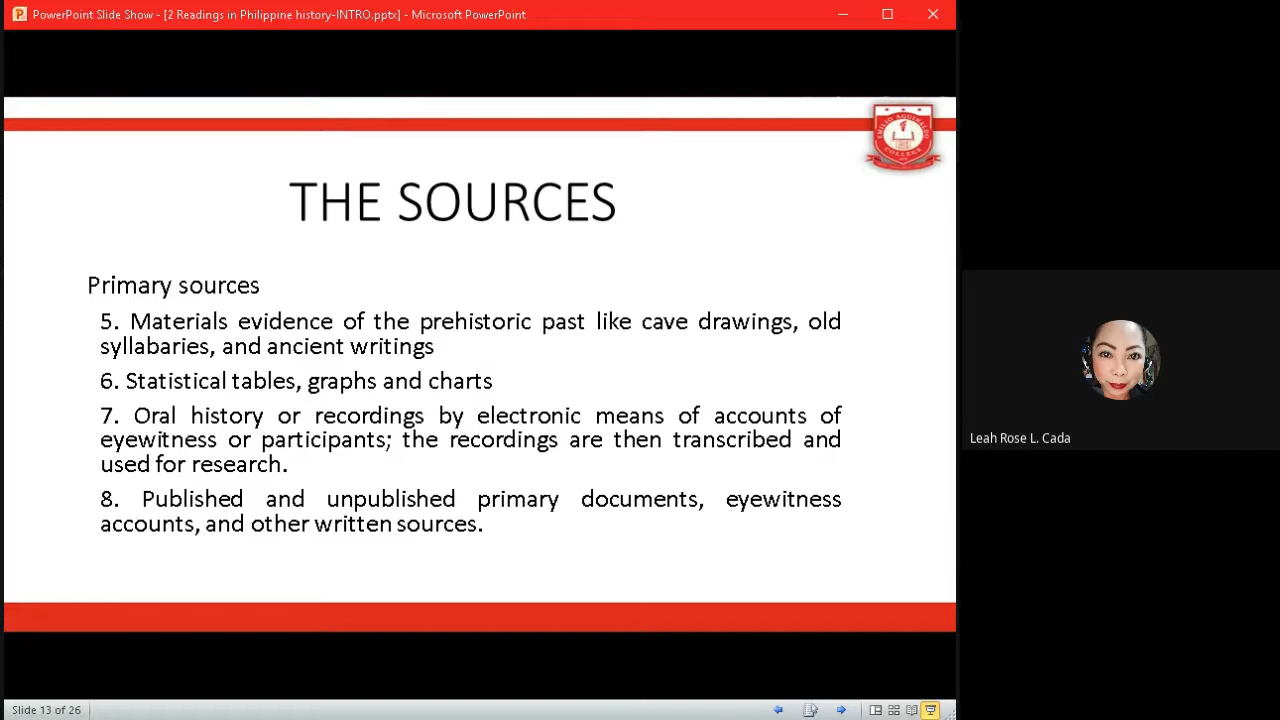 PowerPoint Slide Show - [2 Readings in Philippine history-INTRO.pptx] - Microsoft PowerPoint
EMILIO AGUINALDO
COLLEGE
THE SOURCES
Primary sources
5. Materials evidence of the prehistoric past like cave drawings, old
syllabaries, and ancient writings
6. Statistical tables, graphs and charts
7. Oral history or recordings by electronic means of accounts of
eyewitness or participants; the recordings are then transcribed and
used for research.
8. Published and unpublished primary documents, eyewitness
accounts, and other written sources.
Leah Rose L. Cada
Slide 13 of 26